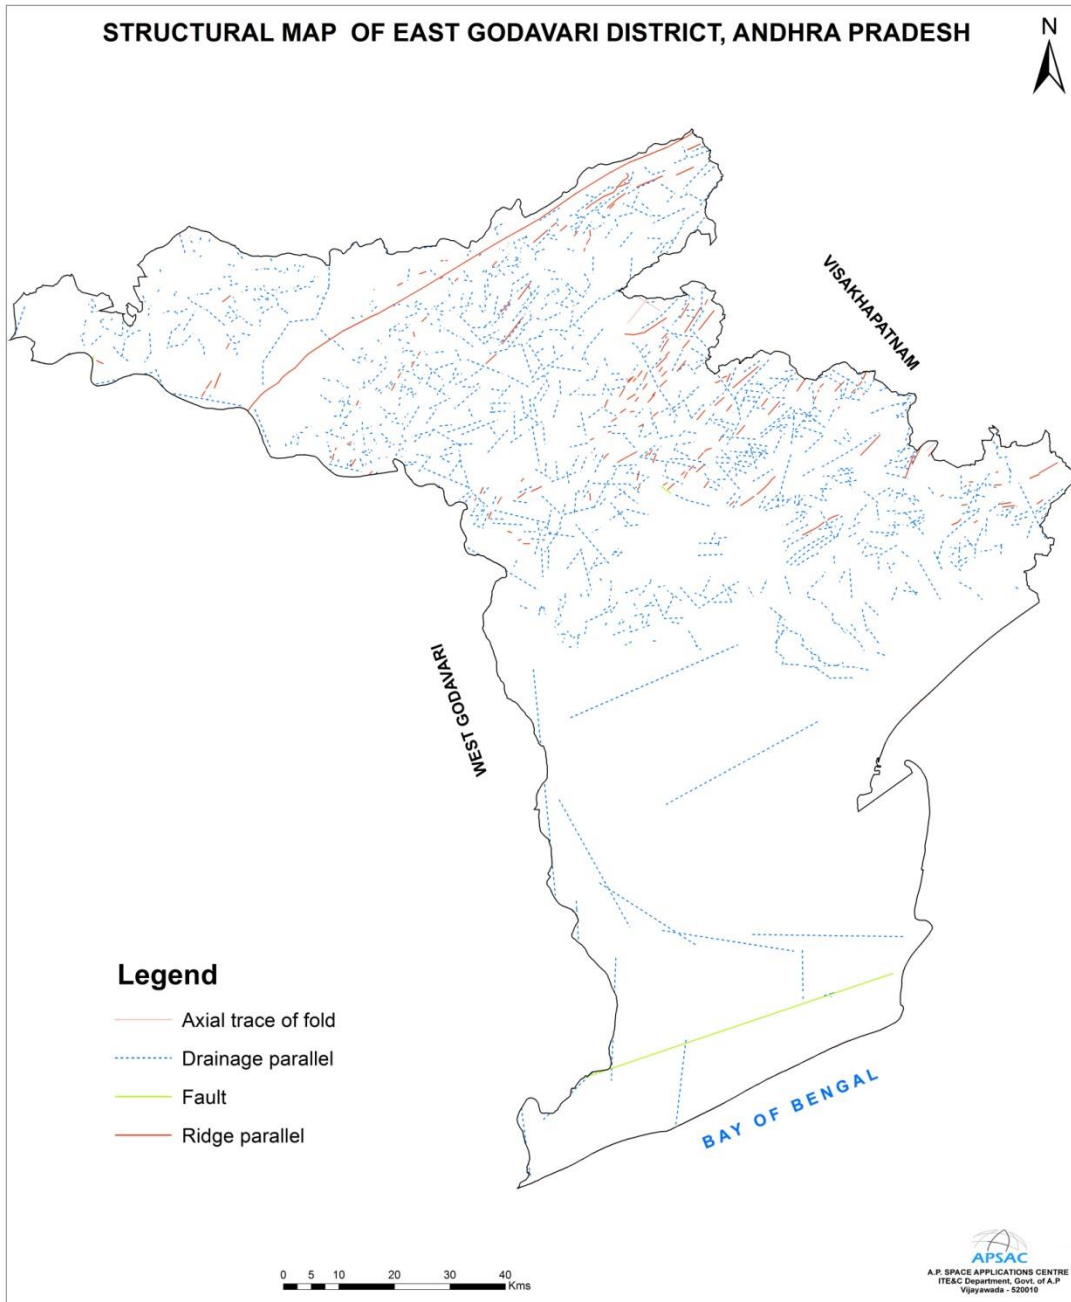 STRUCTURAL MAP OF EAST GODAVARI DISTRICT, ANDHRA PRADESH
N
VISAKHAPATNAM
WEST GODAVARI
Legend
Axial trace of fold
Drainage parallel
Fault
Ridge parallel
BAY OF BENGAL
0 5 10 20 30 40
Kms
APSAC
A.P. SPACE APPLICATIONS CENTRE
ITE&C Department, Govt. of A.P
Vijayawada - 520010